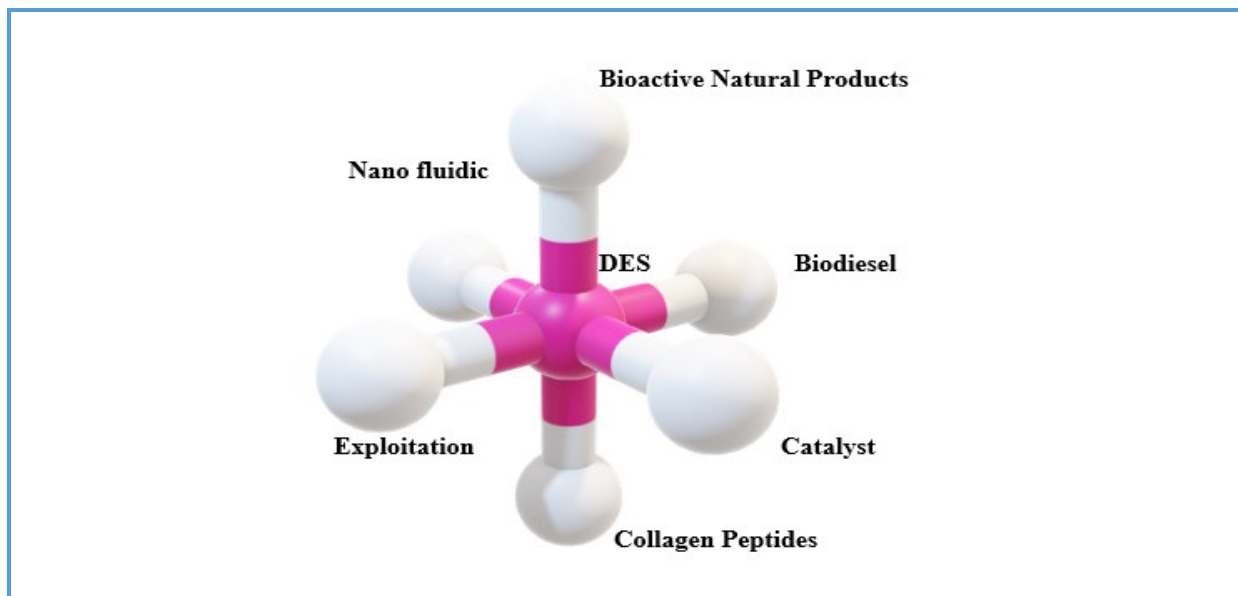 Bioactive Natural Products
Nano fluidic
DES
Biodiesel
Exploitation
Catalyst
Collagen Peptides